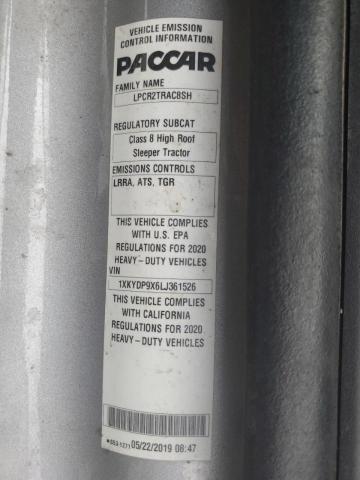 VEHICLE EMISSION
CONTROL INFORMATION
PACCAR
FAMILY NAME
LPCR2TRAC8SH
REGULATORY SUBCAT
Class 8 High Roof
Sleeper Tractor
EMISSIONS CONTROLS
LRRA, ATS, TGR
THIS VEHICLE COMPLIES
WITH U.S. EPA
REGULATIONS FOR 2020
HEAVY-DUTY VEHICLES
VIN
1XKYDP9X6LJ361526
THIS VEHICLE COMPLIES
WITH CALIFORNIA
REGULATIONS FOR 2020
HEAVY-DUTY VEHICLES
05/22/2019 08:47